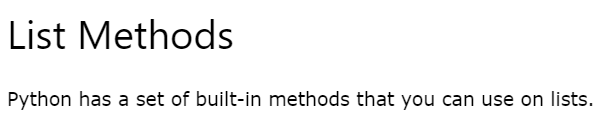 List Methods
Python has a set of built-in methods that you can use on lists.